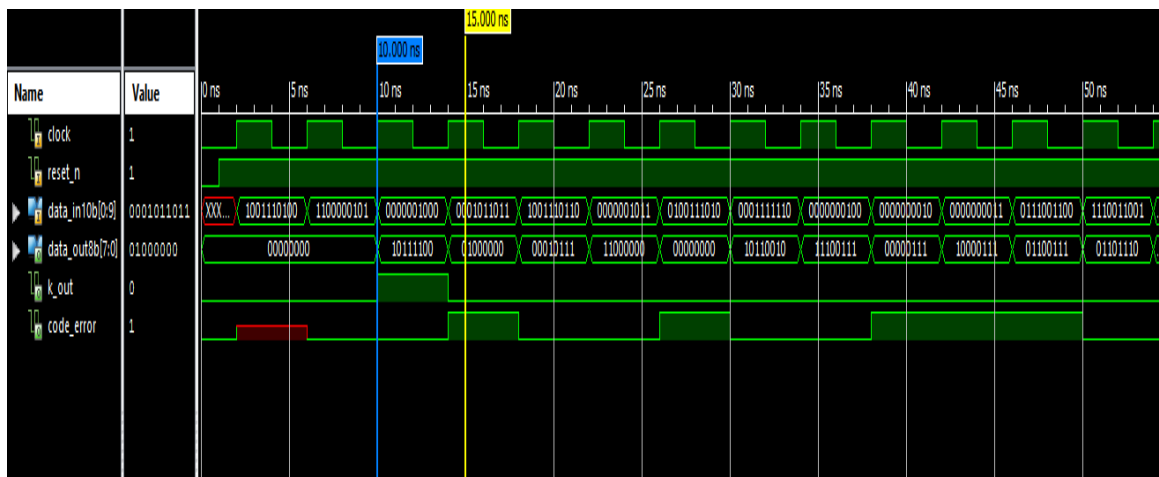 15.000 ns
10.000 ns
Name Value 0 ns 5 ns 10 ns 15 ns 20 ns 25 ns 30 ns 35 ns 40 ns 45 ns 50 ns
clock 1
reset_n 1
data_in10b[0:9] 0001011011 XXX... 1001110100 1100000101 0000001000 0001011011 1001110110 0000001011 0100111010 0001111110 0000000100 0000000010 0000000011 0111001100 1110011001
data_out8b[7:0] 01000000 00000000 10111100 01000000 00010111 11000000 00000000 10110010 11100111 00000111 10000111 01100111 01101110
k_out 0
code_error 1